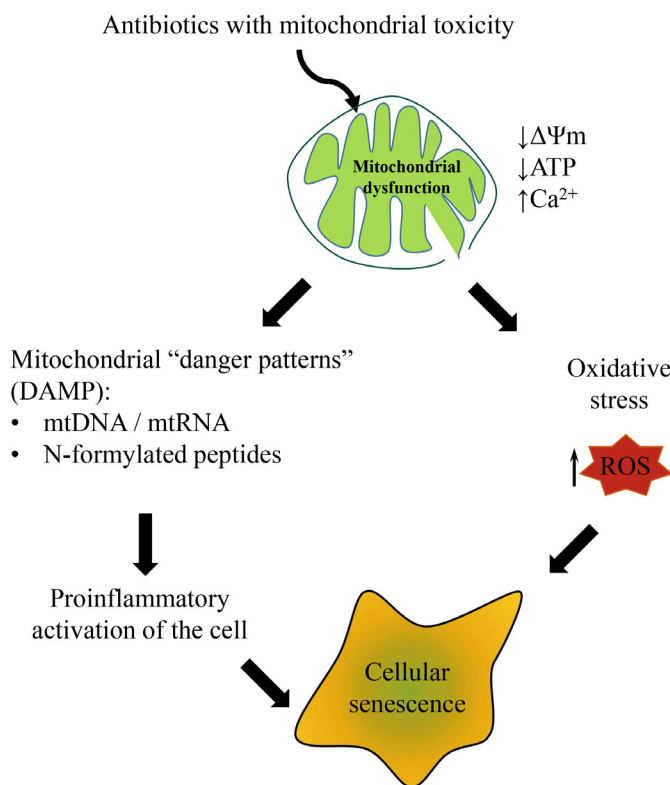 Antibiotics with mitochondrial toxicity
Mitochondrial
dysfunction
↓ΔΨm
↓ATP
↑Ca²⁺
Mitochondrial “danger patterns”
(DAMP):
• mtDNA / mtRNA
• N-formylated peptides
Oxidative
stress
↑ ROS
Proinflammatory
activation of the cell
Cellular
senescence